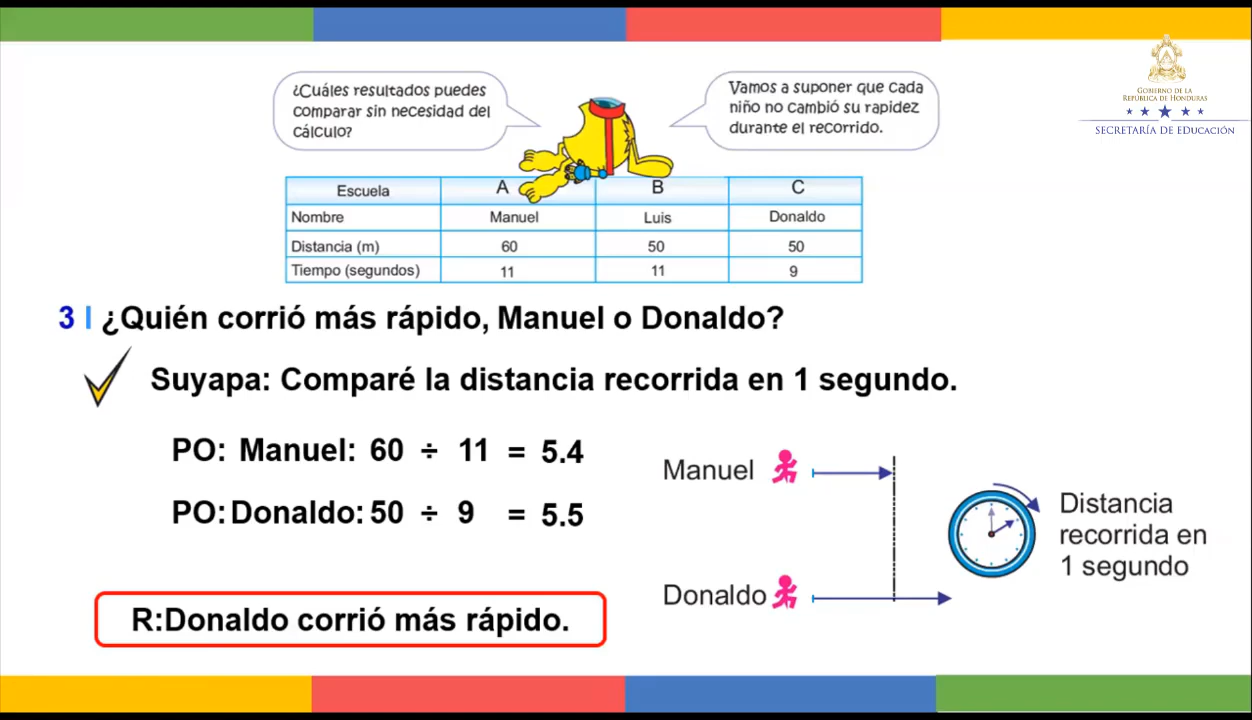 ¿Cuáles resultados puedes
comparar sin necesidad del
cálculo?
Vamos a suponer que cada
niño no cambió su rapidez
durante el recorrido.
GOBIERNO DE LA
REPÚBLICA DE HONDURAS
SECRETARÍA DE EDUCACIÓN
Escuela A B C
Nombre Manuel Luis Donaldo
Distancia (m) 60 50 50
Tiempo (segundos) 11 11 9
3 | ¿Quién corrió más rápido, Manuel o Donaldo?
Suyapa: Comparé la distancia recorrida en 1 segundo.
PO: Manuel: 60 ÷ 11 = 5.4
PO: Donaldo: 50 ÷ 9 = 5.5
R:Donaldo corrió más rápido.
Manuel
Donaldo
Distancia
recorrida en
1 segundo